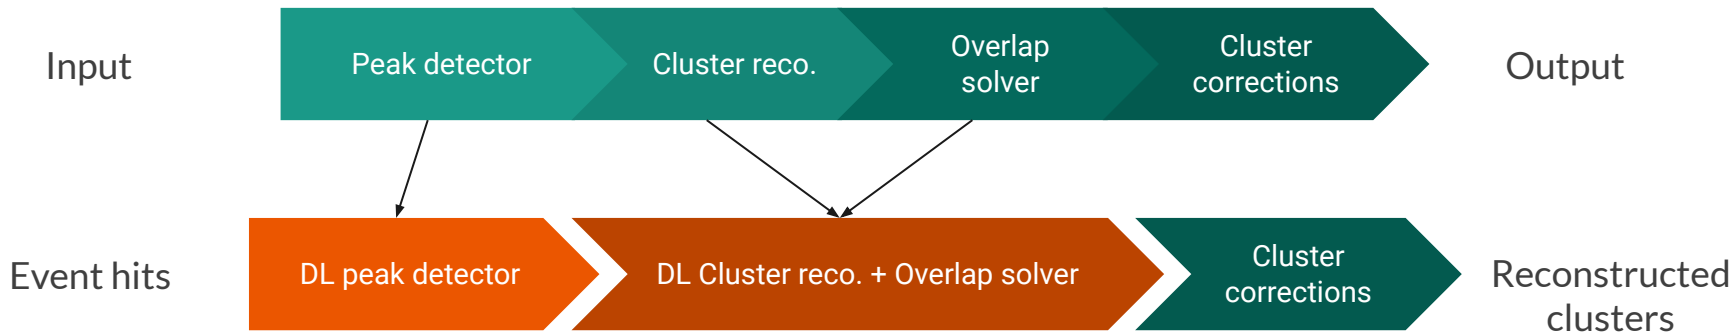 Input
Peak detector
Cluster reco.
Overlap
solver
Cluster
corrections
Output
Event hits
DL peak detector
DL Cluster reco. + Overlap solver
Cluster
corrections
Reconstructed
clusters